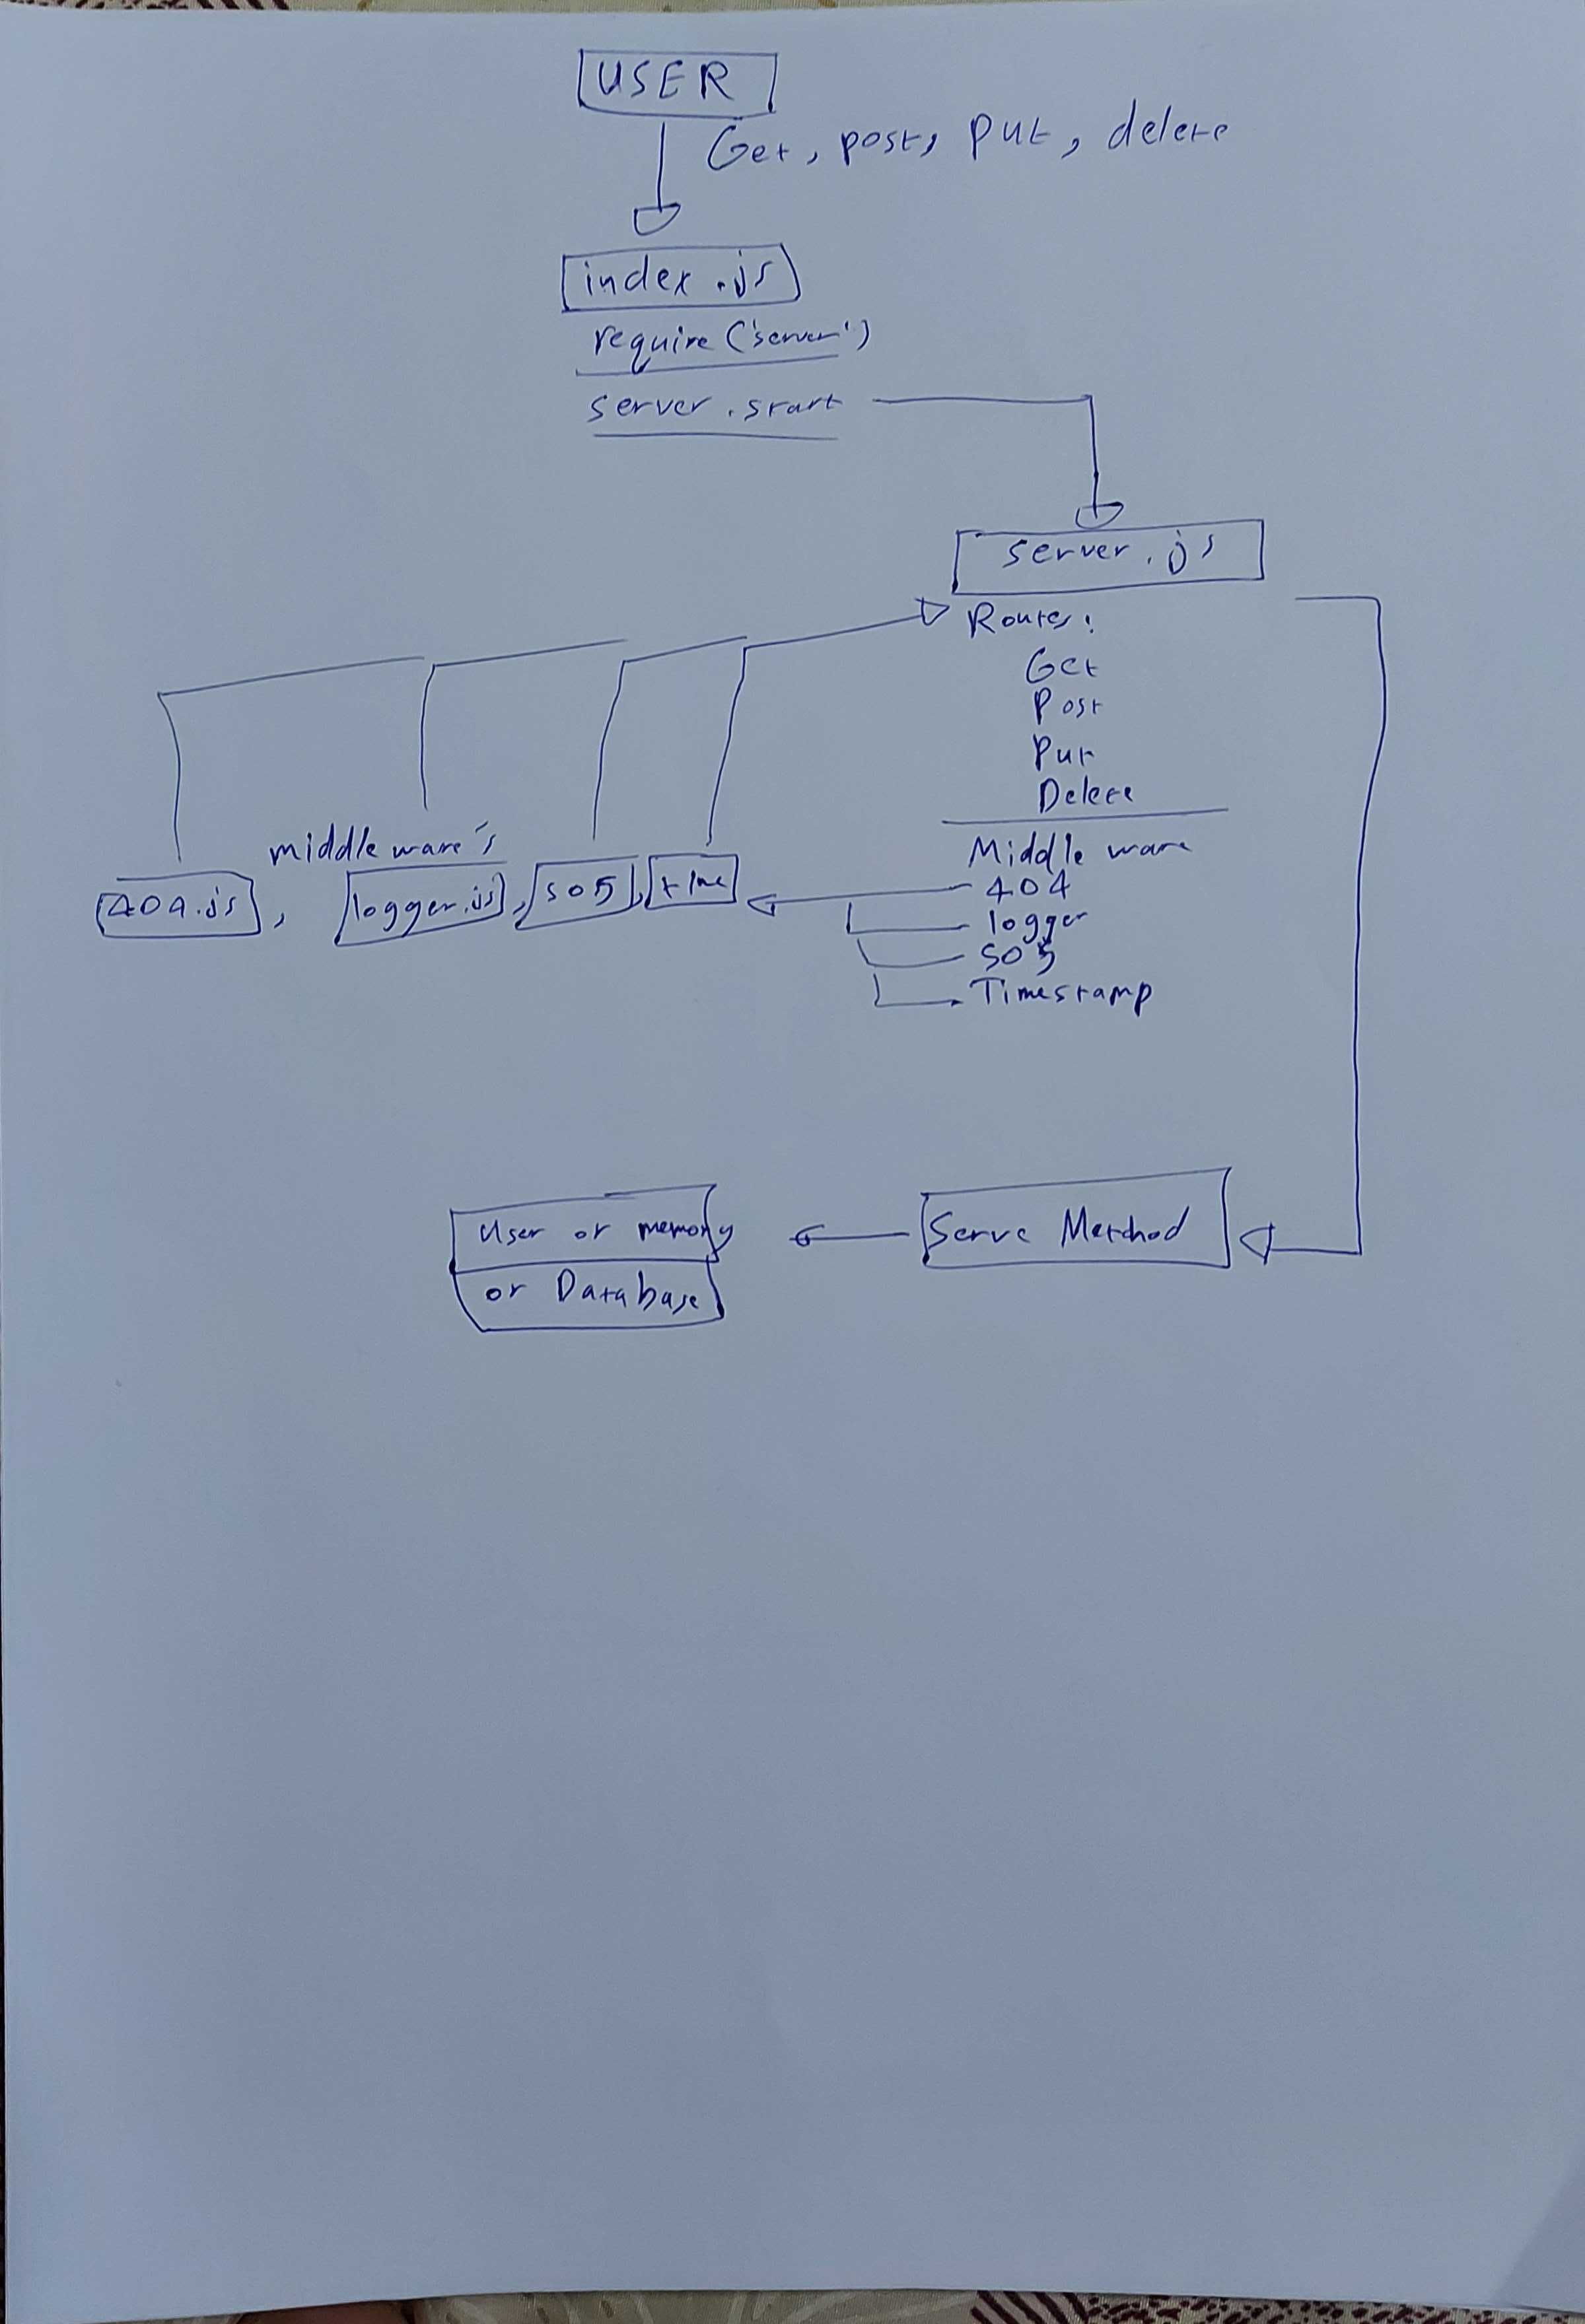 USER
Get, post, put, delete
index.js
require('server')
server.start
server.js
Routes:
Get
Post
Put
Delete
middle ware's
404.js, logger.js, 505, time
Middle ware
404
logger
505
Timestamp
User or memory
or Database
Serve Method